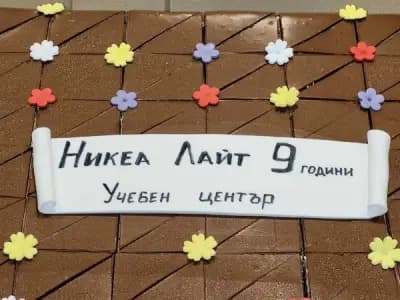 Никеа Лайт 9 години
Учебен център